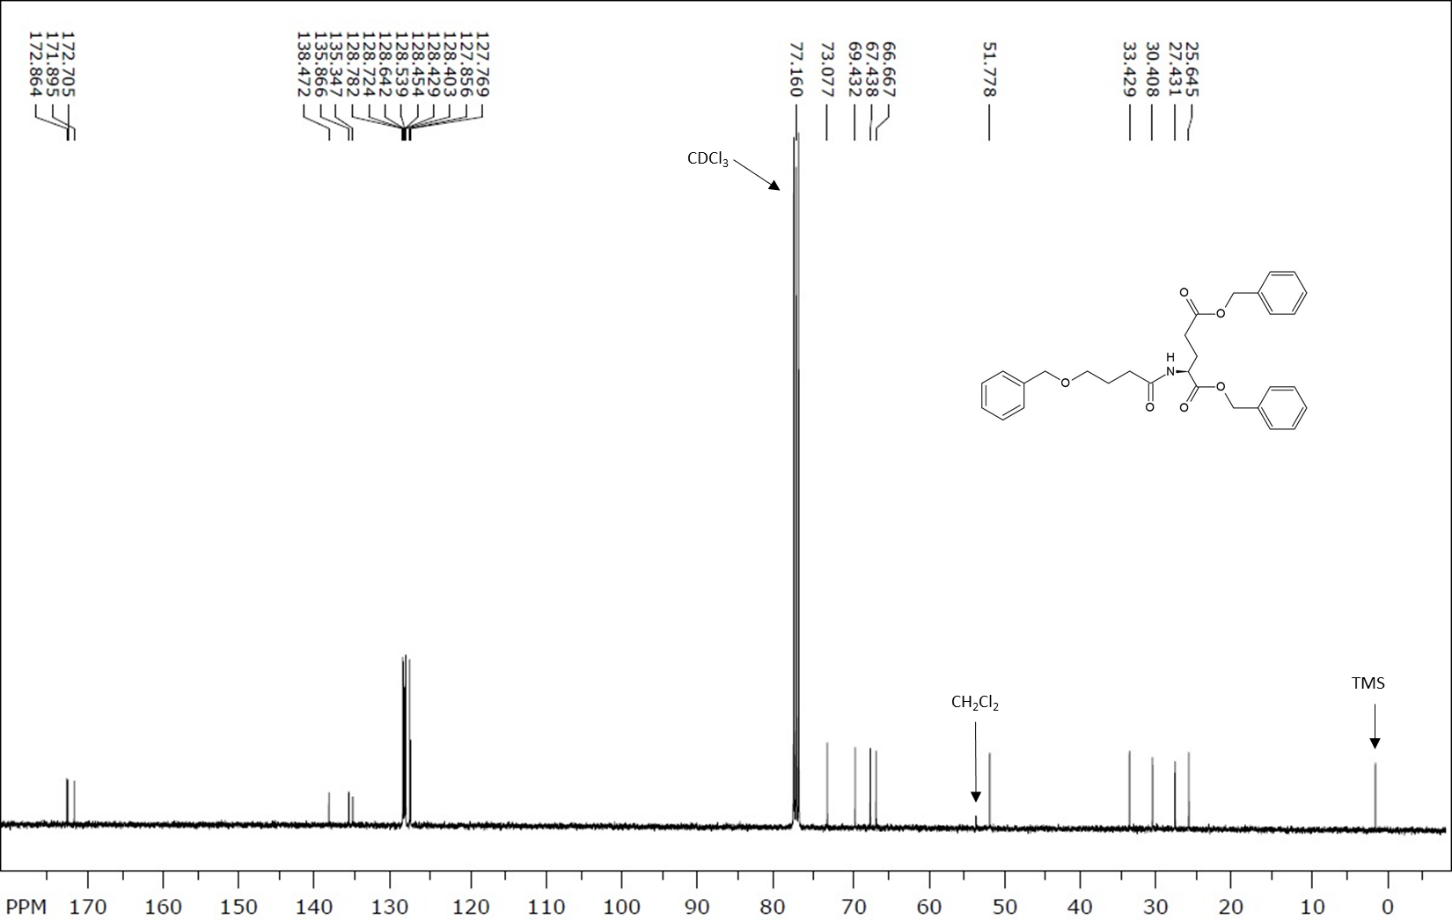 172.864
171.895
172.705
138.472
135.866
135.347
128.782
128.724
128.642
128.539
128.454
128.429
128.403
127.856
127.769
77.160
73.077
69.432
67.438
66.667
51.778
33.429
30.408
27.431
25.645
CDCl₃
O
O
H
N
O
O
O
O
CH₂Cl₂
TMS
PPM 170 160 150 140 130 120 110 100 90 80 70 60 50 40 30 20 10 0